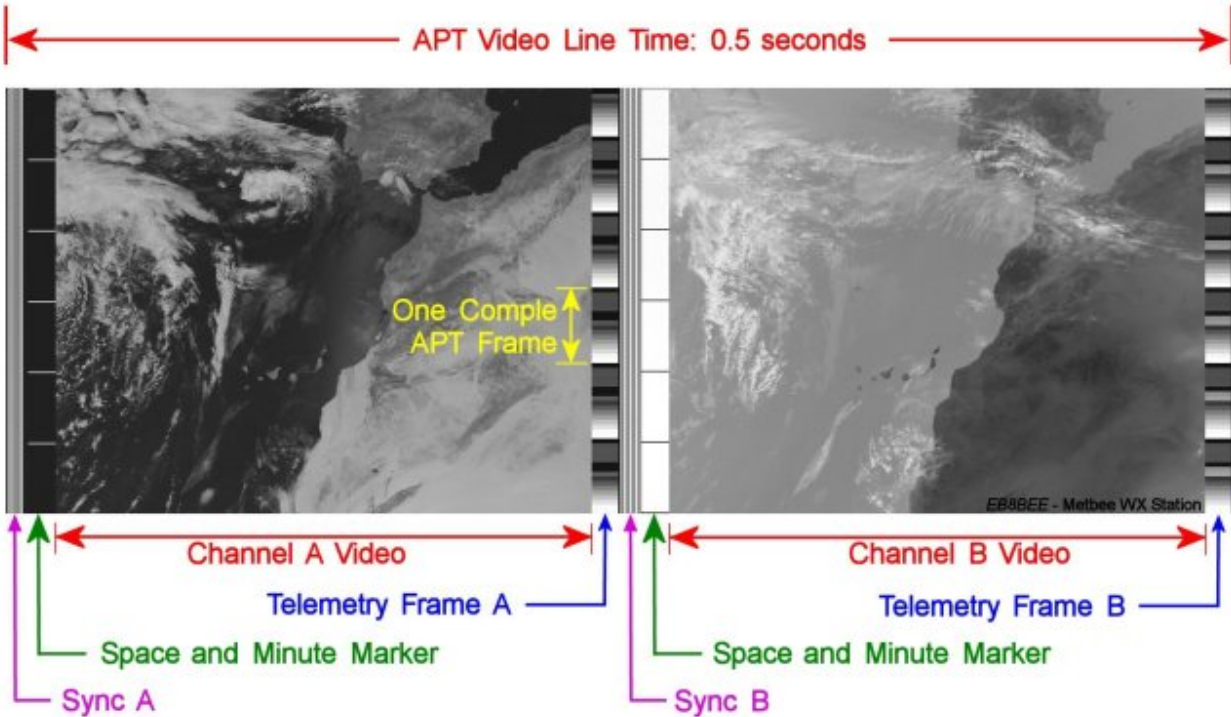 APT Video Line Time: 0.5 seconds
One Comple
APT Frame
EB8BEE - Metbee WX Station
Channel A Video
Channel B Video
Telemetry Frame A
Telemetry Frame B
Space and Minute Marker
Space and Minute Marker
Sync A
Sync B